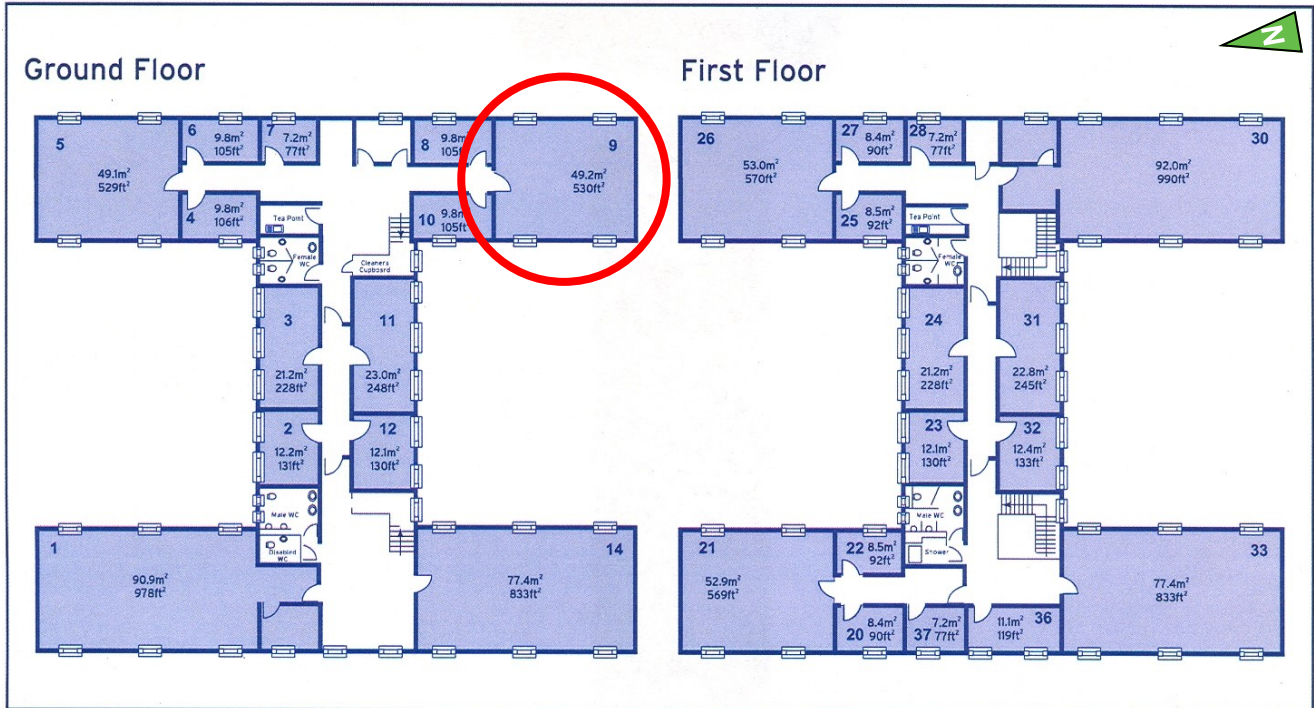 N
Ground Floor
First Floor
5
49.1m²
529ft²
6
9.8m²
105ft²
7
7.2m²
77ft²
8
9.8m²
105ft²
9
49.2m²
530ft²
4
9.8m²
106ft²
10
9.8m²
105ft²
Tea Point
Female
WC
Cleaners
Cupboard
3
21.2m²
228ft²
11
23.0m²
248ft²
2
12.2m²
131ft²
12
12.1m²
130ft²
Male WC
Disabled
WC
1
90.9m²
978ft²
14
77.4m²
833ft²
26
53.0m²
570ft²
27
8.4m²
90ft²
28
7.2m²
77ft²
30
92.0m²
990ft²
25
8.5m²
92ft²
Tea Point
Female
WC
24
21.2m²
228ft²
31
22.8m²
245ft²
23
12.1m²
130ft²
32
12.4m²
133ft²
Male WC
Shower
21
52.9m²
569ft²
22
8.5m²
92ft²
33
77.4m²
833ft²
20
8.4m²
90ft²
37
7.2m²
77ft²
36
11.1m²
119ft²